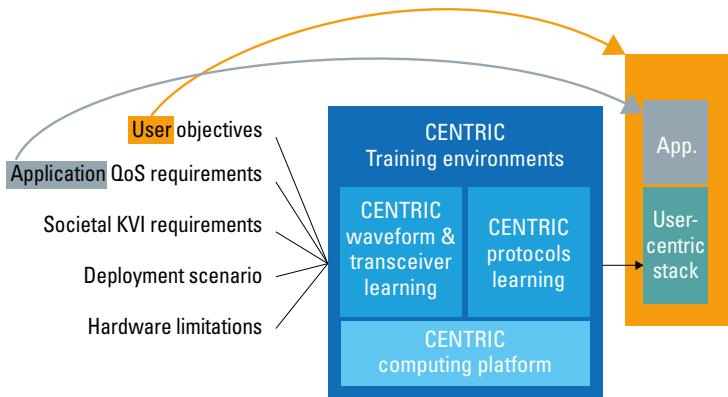 User objectives
Application QoS requirements
Societal KVI requirements
Deployment scenario
Hardware limitations
CENTRIC
Training environments
CENTRIC
waveform &
transceiver
learning
CENTRIC
protocols
learning
CENTRIC
computing platform
App.
User-
centric
stack